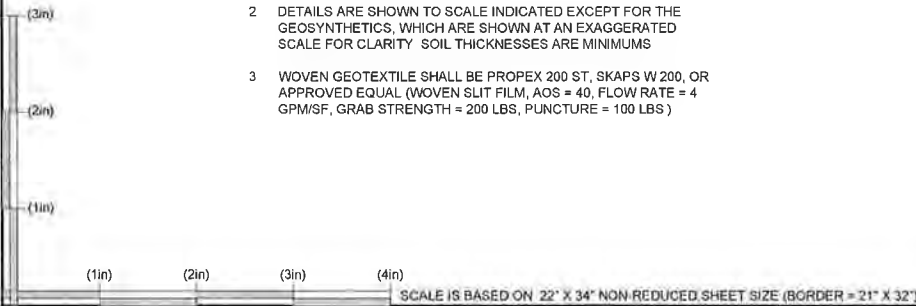 (3in)
2 DETAILS ARE SHOWN TO SCALE INDICATED EXCEPT FOR THE
GEOSYNTHETICS, WHICH ARE SHOWN AT AN EXAGGERATED
SCALE FOR CLARITY SOIL THICKNESSES ARE MINIMUMS
3 WOVEN GEOTEXTILE SHALL BE PROPEX 200 ST, SKAPS W 200, OR
APPROVED EQUAL (WOVEN SLIT FILM, AOS = 40, FLOW RATE = 4
GPM/SF, GRAB STRENGTH = 200 LBS, PUNCTURE = 100 LBS )
(2in)
(1in)
(1in) (2in) (3in) (4in)
SCALE IS BASED ON 22" X 34" NON-REDUCED SHEET SIZE (BORDER = 21" X 32")